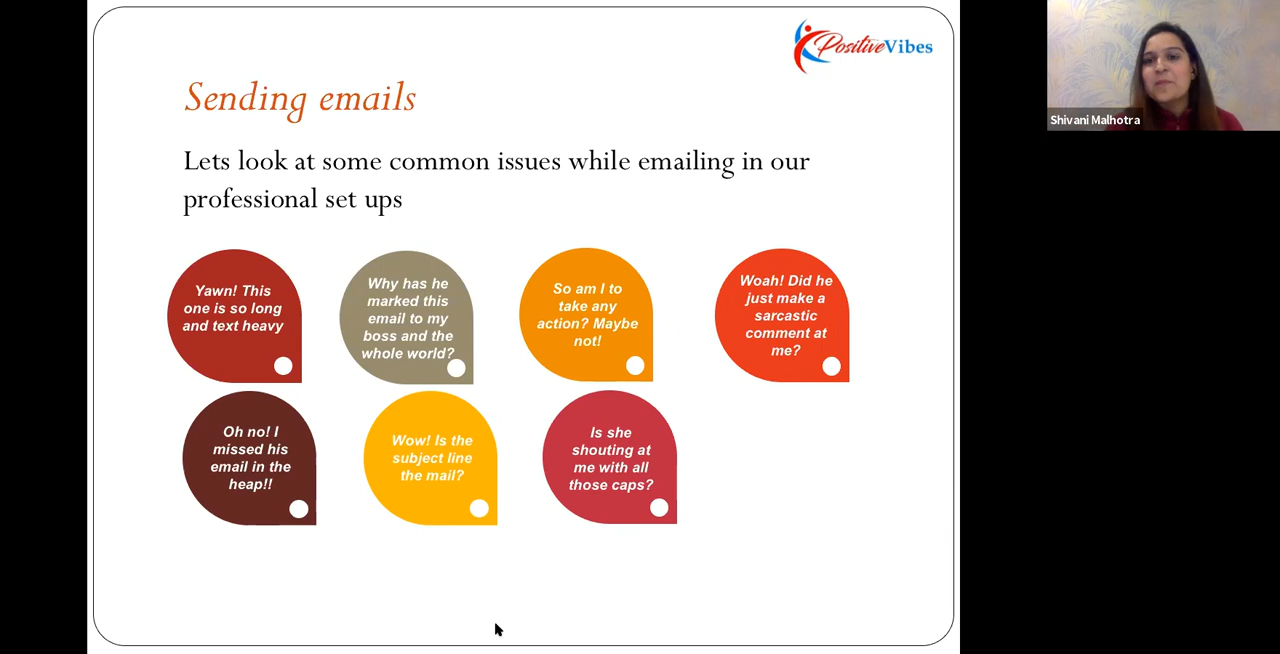 PositiveVibes
Shivani Malhotra
Sending emails
Lets look at some common issues while emailing in our
professional set ups
Yawn! This
one is so long
and text heavy
Why has he
marked this
email to my
boss and the
whole world?
So am I to
take any
action? Maybe
not!
Woah! Did he
just make a
sarcastic
comment at
me?
Oh no! I
missed his
email in the
heap!!
Wow! Is the
subject line
the mail?
Is she
shouting at
me with all
those caps?